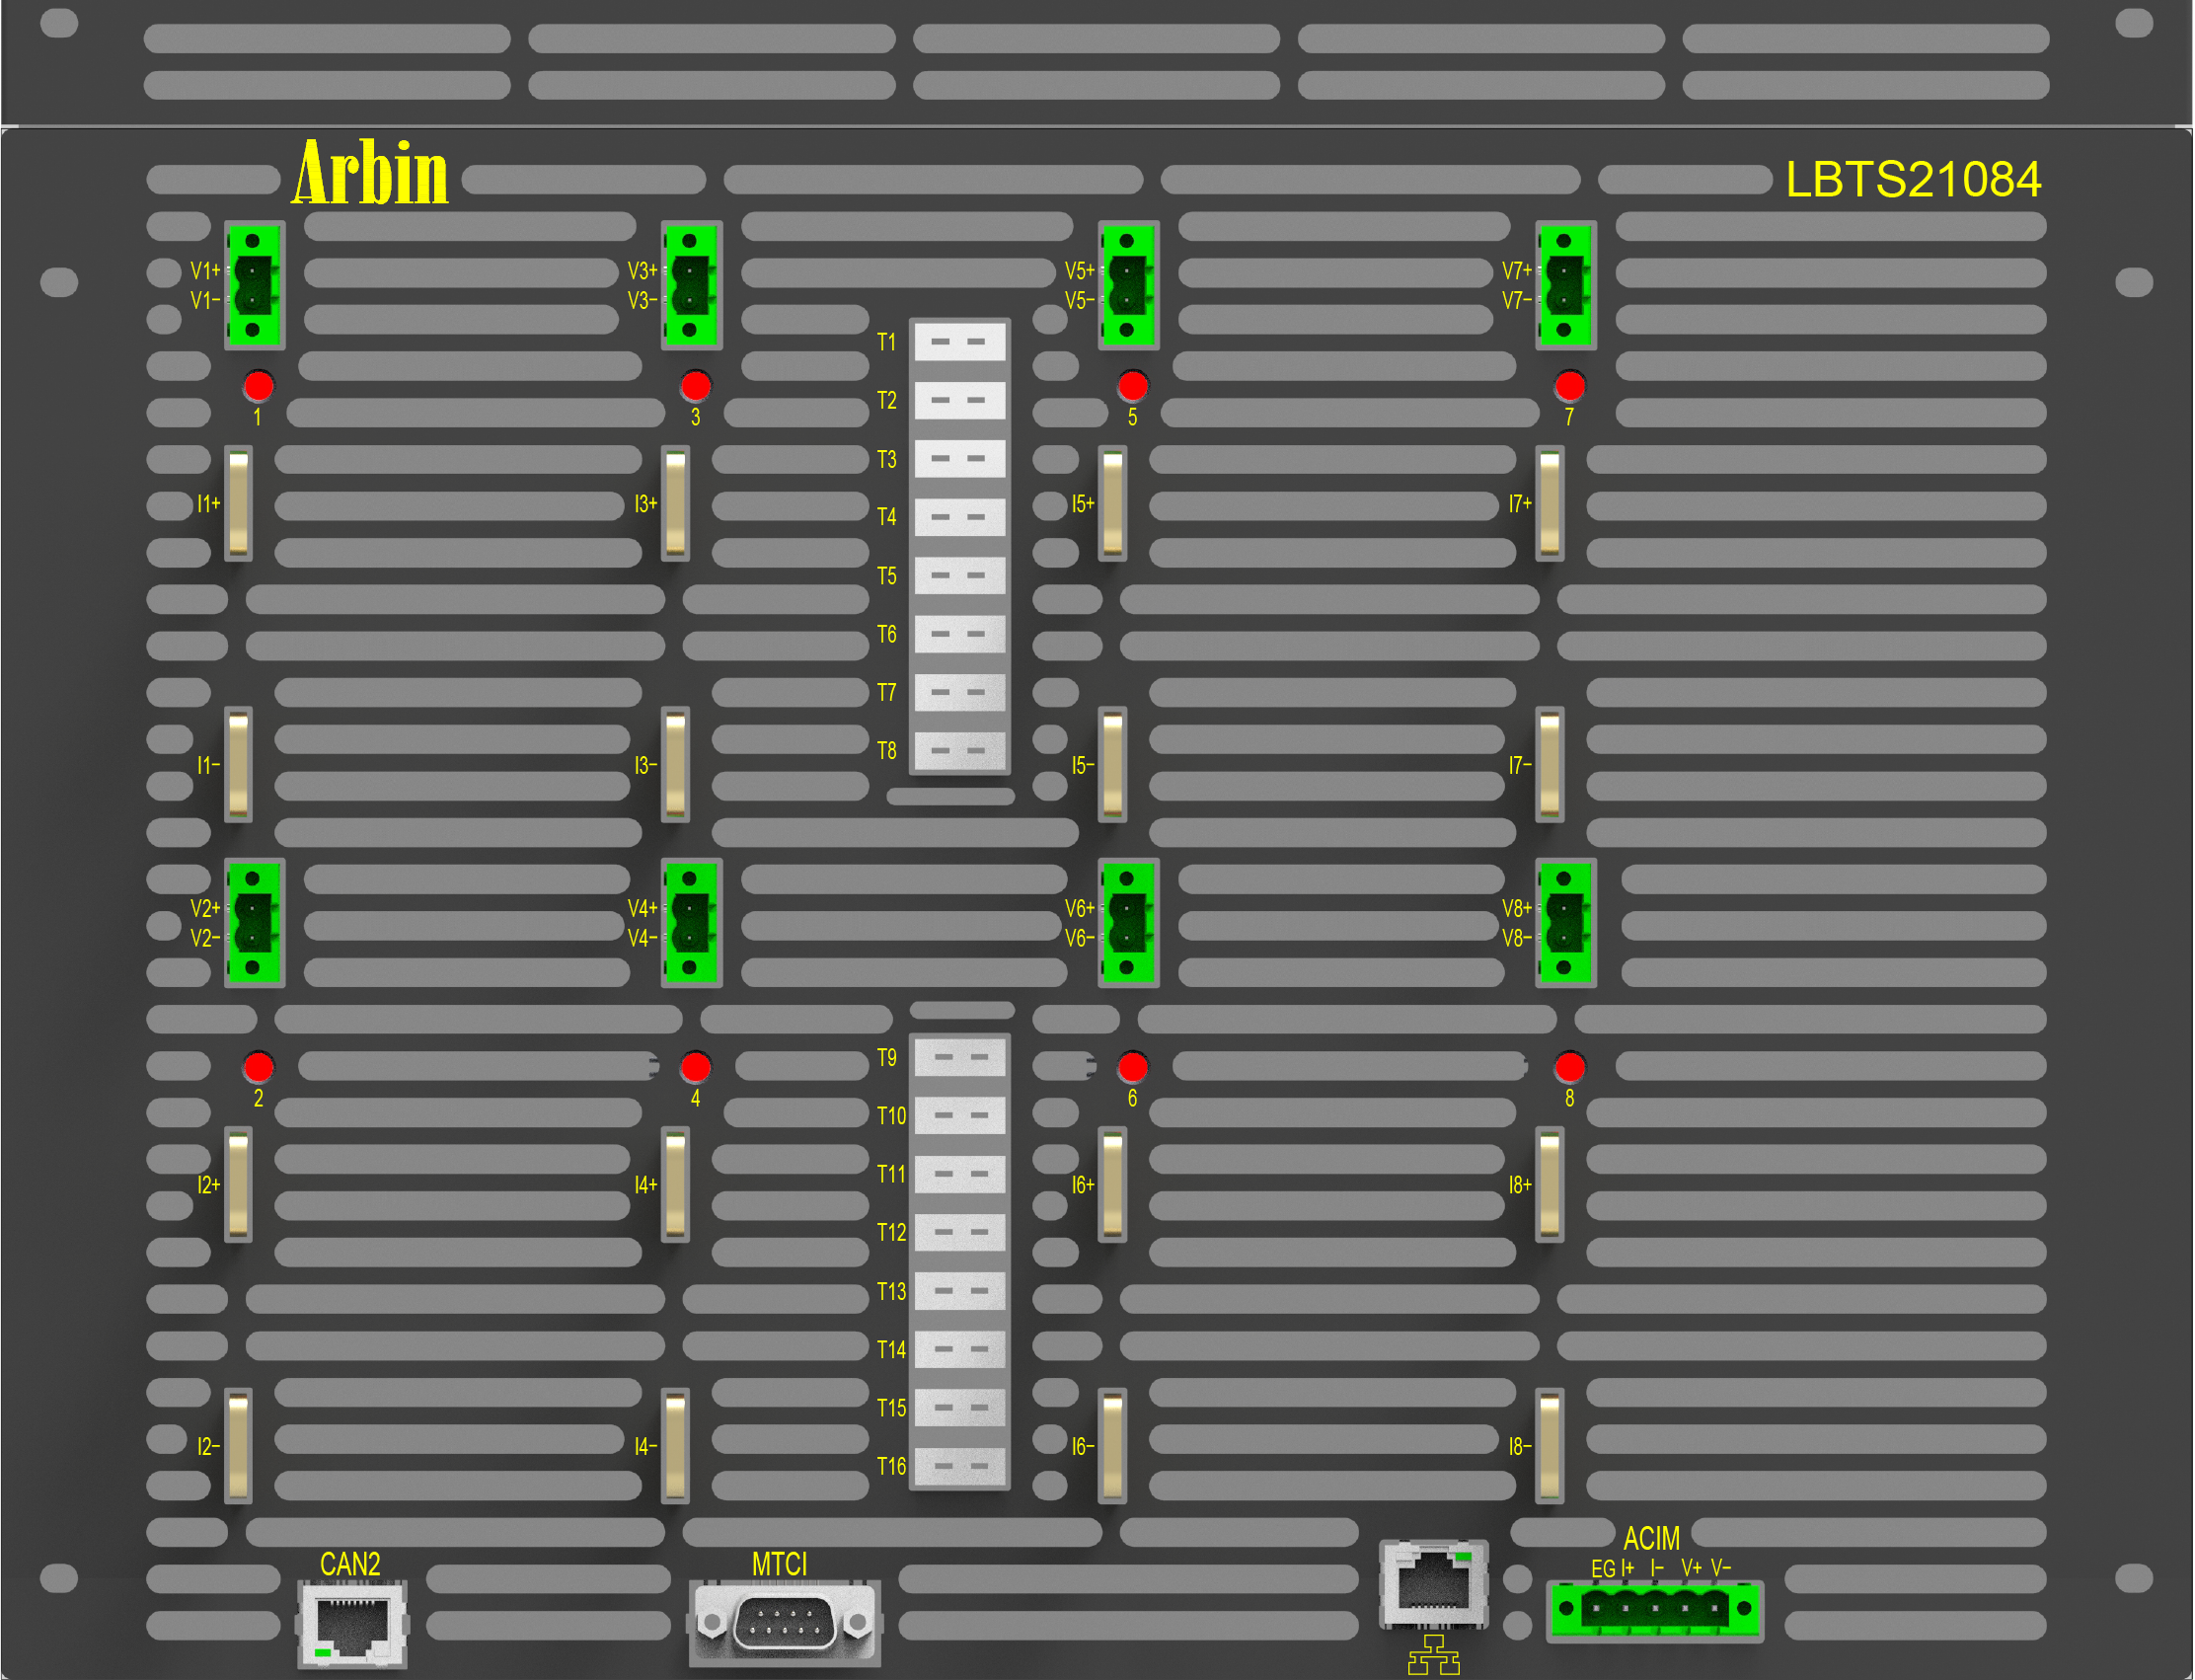 Arbin
LBTS21084
V1+ V3+ V5+ V7+
V1- V3- V5- V7-
T1
T2
1 3 5 7
T3
I1+ I3+ I5+ I7+
T4
T5
T6
T7
T8
I1- I3- I5- I7-
V2+ V4+ V6+ V8+
V2- V4- V6- V8-
T9
2 4 6 8
T10
T11
I2+ I4+ I6+ I8+
T12
T13
T14
T15
I2- I4- I6- I8-
T16
ACIM
CAN2 MTCI
EG I+ I- V+ V-